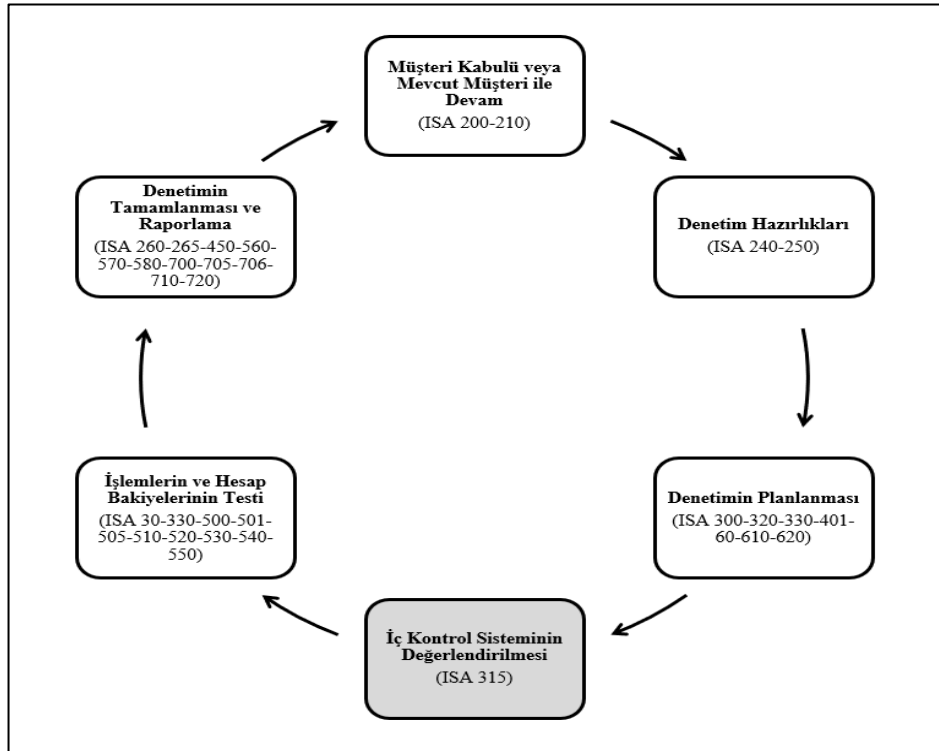 Müşteri Kabulü veya
Mevcut Müşteri ile
Devam
(ISA 200-210)
Denetim Hazırlıkları
(ISA 240-250)
Denetimin Planlanması
(ISA 300-320-330-401-
60-610-620)
İç Kontrol Sisteminin
Değerlendirilmesi
(ISA 315)
İşlemlerin ve Hesap
Bakiyelerinin Testi
(ISA 30-330-500-501-
505-510-520-530-540-
550)
Denetimin
Tamamlanması ve
Raporlama
(ISA 260-265-450-560-
570-580-700-705-706-
710-720)